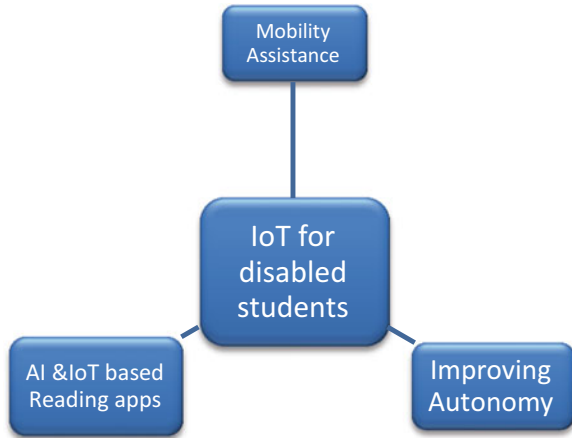 Mobility
Assistance
IoT for
disabled
students
AI &IoT based
Reading apps
Improving
Autonomy